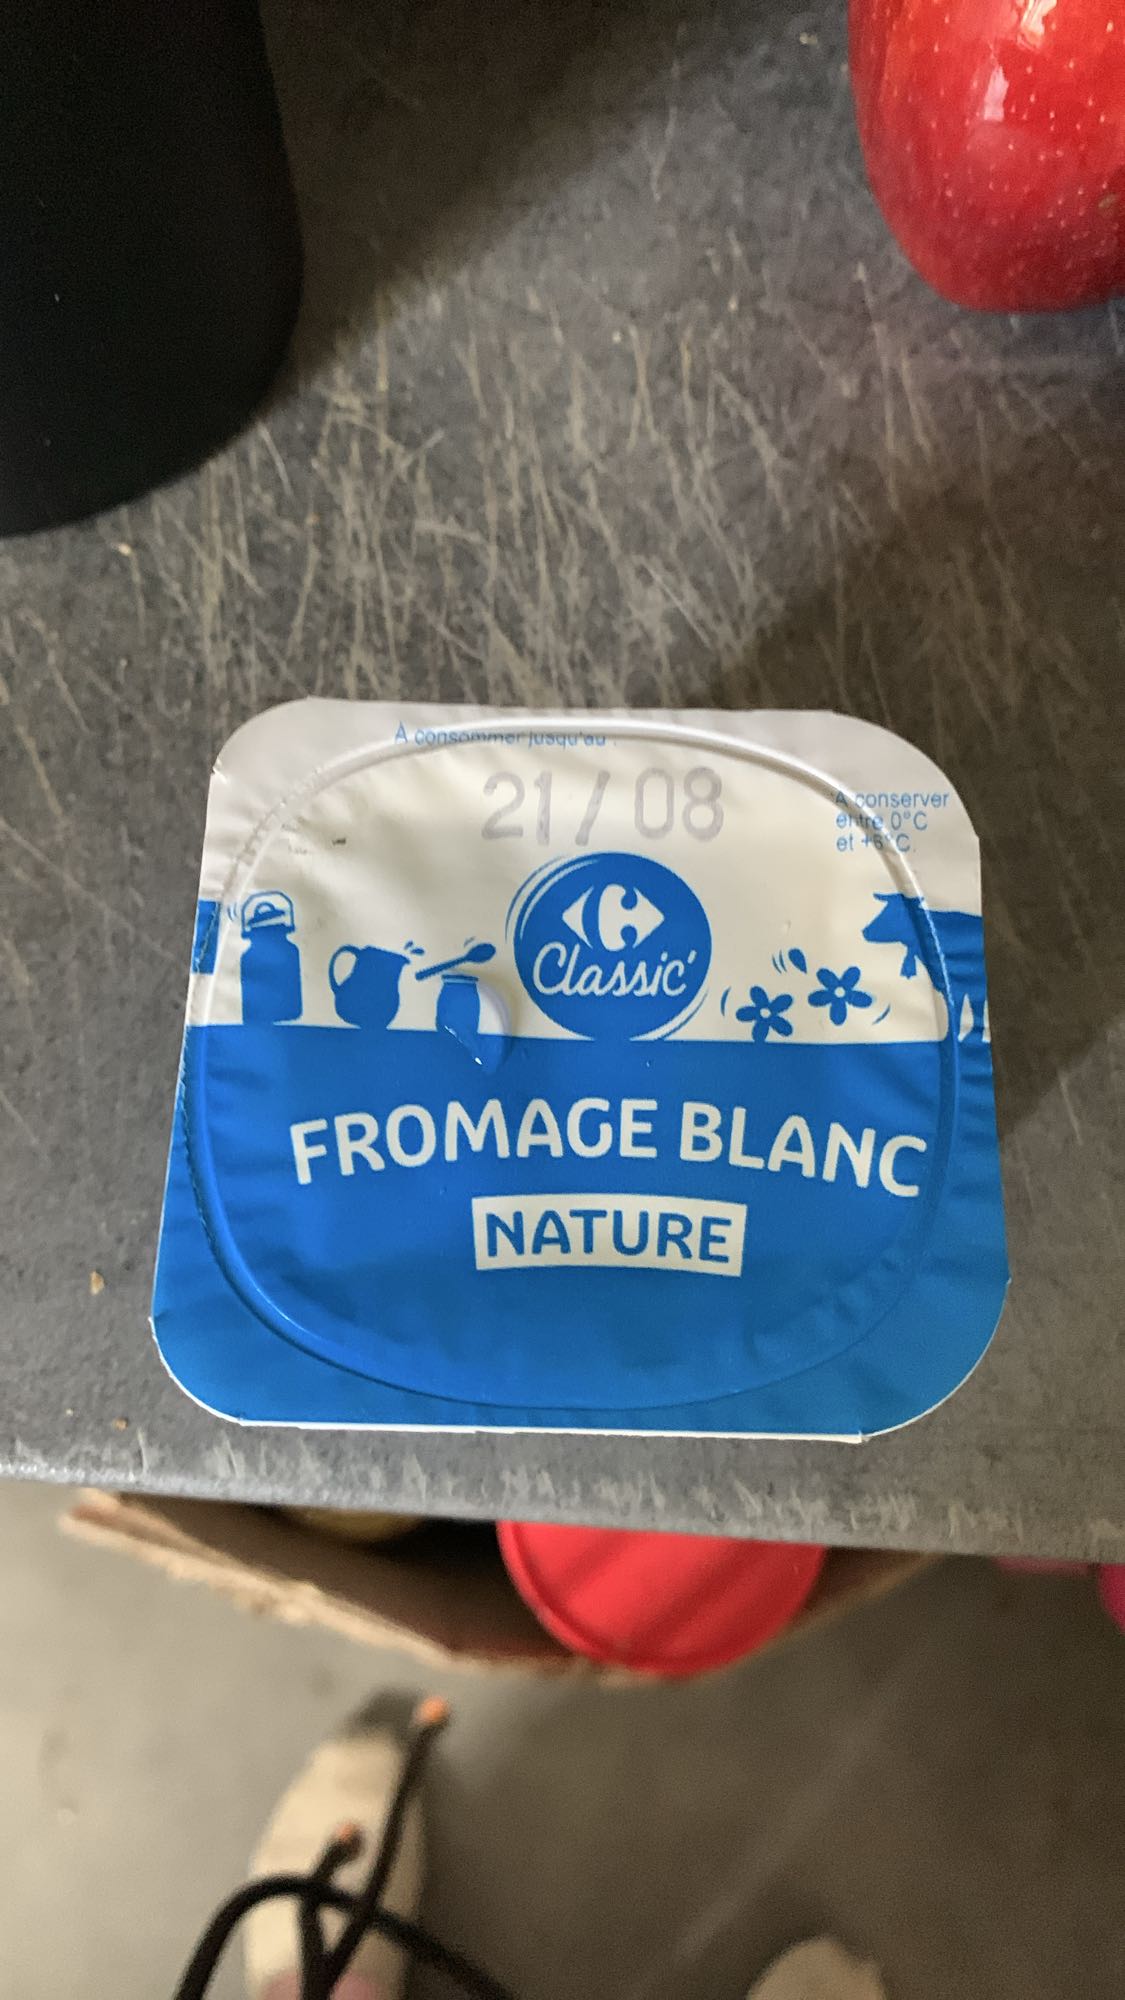 À consommer jusqu'au :
21/08
À conserver
entre 0°C
et +6°C.
Classic'
FROMAGE BLANC
NATURE